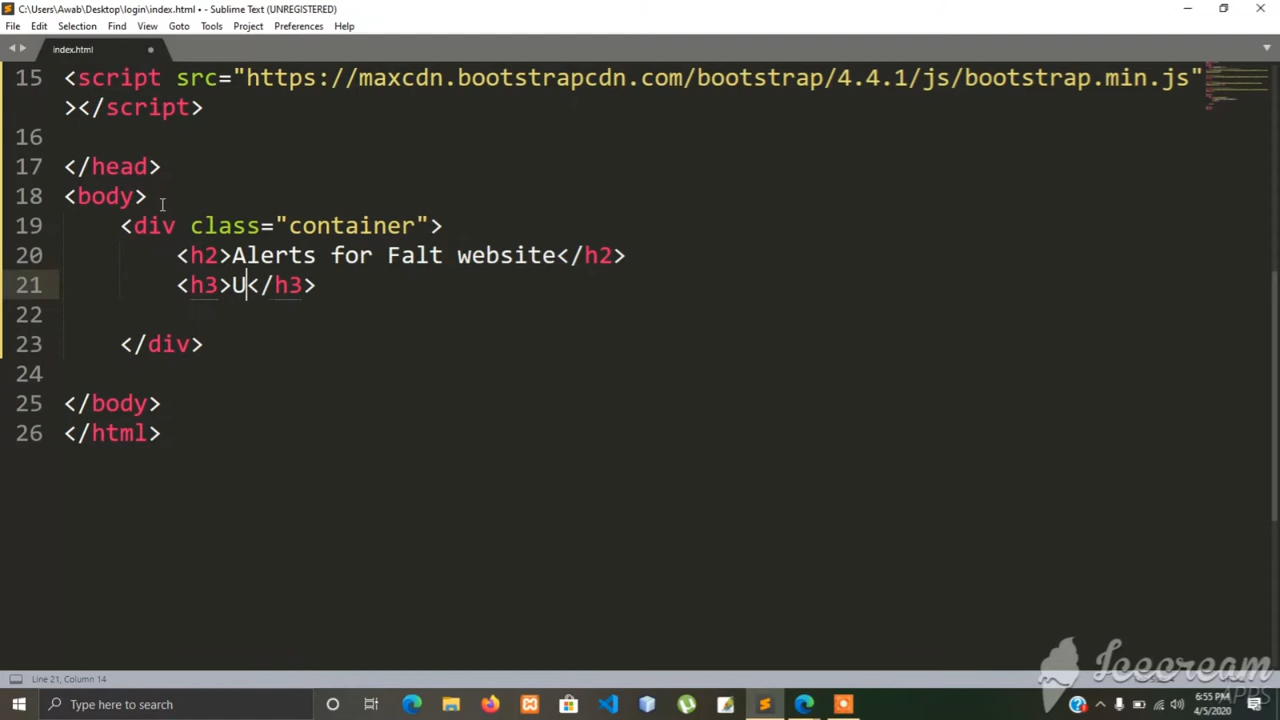 C:\Users\Awab\Desktop\login\index.html • - Sublime Text (UNREGISTERED)
File Edit Selection Find View Goto Tools Project Preferences Help
index.html
15 <script src="https://maxcdn.bootstrapcdn.com/bootstrap/4.4.1/js/bootstrap.min.js"
></script>
16
17 </head>
18 <body>
19 <div class="container">
20 <h2>Alerts for Falt website</h2>
21 <h3>U</h3>
22
23 </div>
24
25 </body>
26 </html>
Line 21, Column 14
Icecream
APPS
Type here to search
6:55 PM
4/5/2020